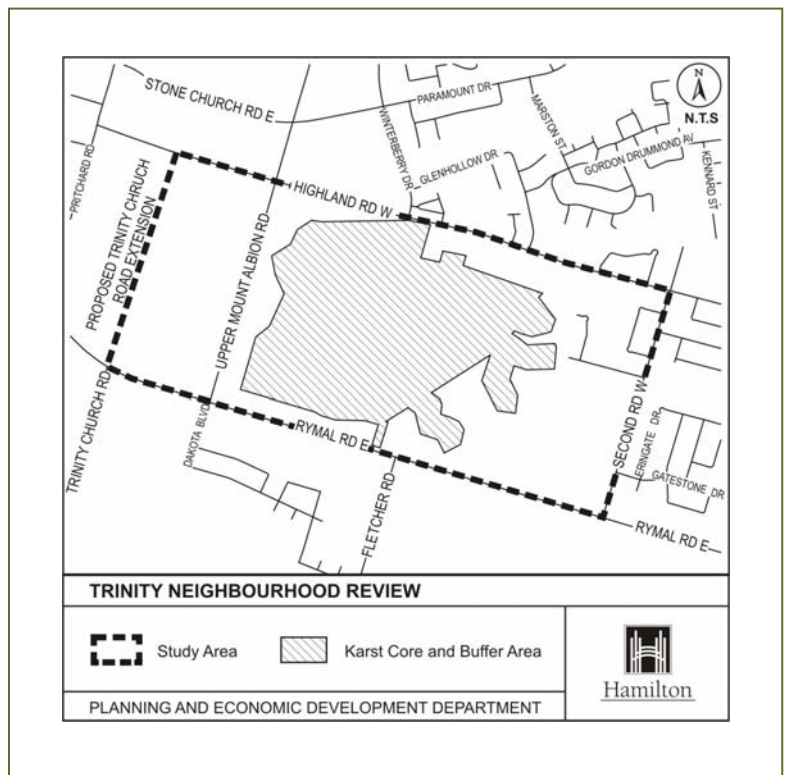 STONE CHURCH RD E
PARAMOUNT DR
N
N.T.S
PRITCHARD RD
WINTERBERRY DR
MARSTON ST
GLENHOLLOW DR
GORDON DRUMMOND AV
KENNARD ST
HIGHLAND RD W
PROPOSED TRINITY CHRUCH
ROAD EXTENSION
UPPER MOUNT ALBION RD
TRINITY CHURCH RD
DAKOTA BLVD
RYMAL RD E
FLETCHER RD
SECOND RD W
ERINGATE DR
GATESTONE DR
RYMAL RD E
TRINITY NEIGHBOURHOOD REVIEW
Study Area
Karst Core and Buffer Area
Hamilton
PLANNING AND ECONOMIC DEVELOPMENT DEPARTMENT